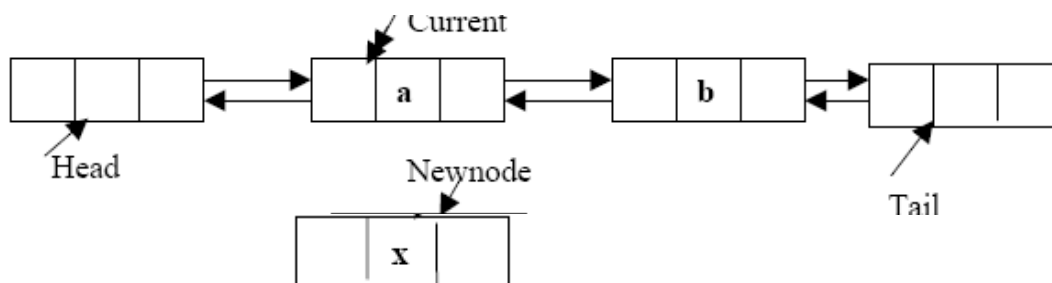 Current
a
b
Head
Newnode
Tail
x